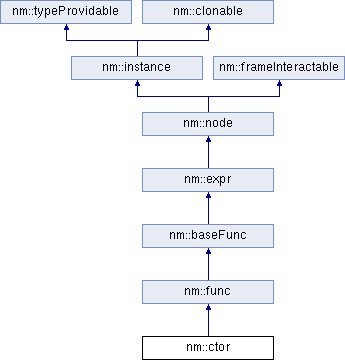 nm::typeProvidable
nm::clonable
nm::instance
nm::frameInteractable
nm::node
nm::expr
nm::baseFunc
nm::func
nm::ctor